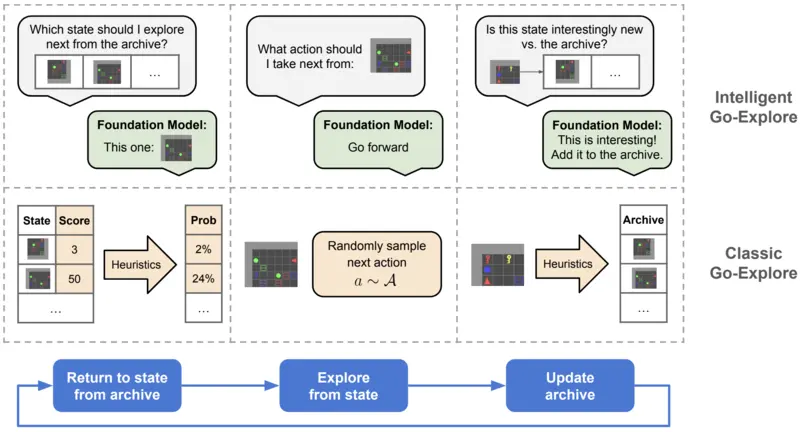 Which state should I explore
next from the archive?
...
Foundation Model:
This one:
What action should
I take next from:
Foundation Model:
Go forward
Is this state interestingly new
vs. the archive?
...
Foundation Model:
This is interesting!
Add it to the archive.
Intelligent
Go-Explore
State Score
3
50
...
Heuristics
Prob
2%
24%
...
Randomly sample
next action
a ∼ 𝒜
Heuristics
Archive
...
Classic
Go-Explore
Return to state
from archive
Explore
from state
Update
archive